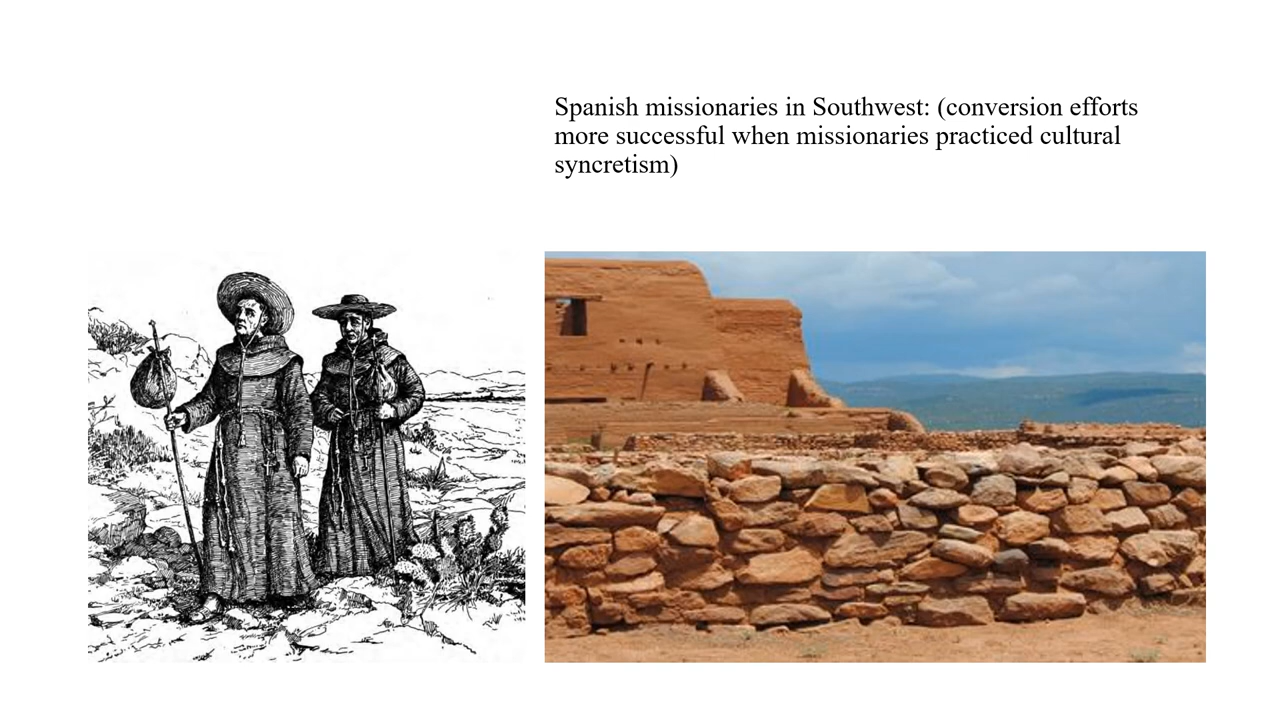 Spanish missionaries in Southwest: (conversion efforts
more successful when missionaries practiced cultural
syncretism)